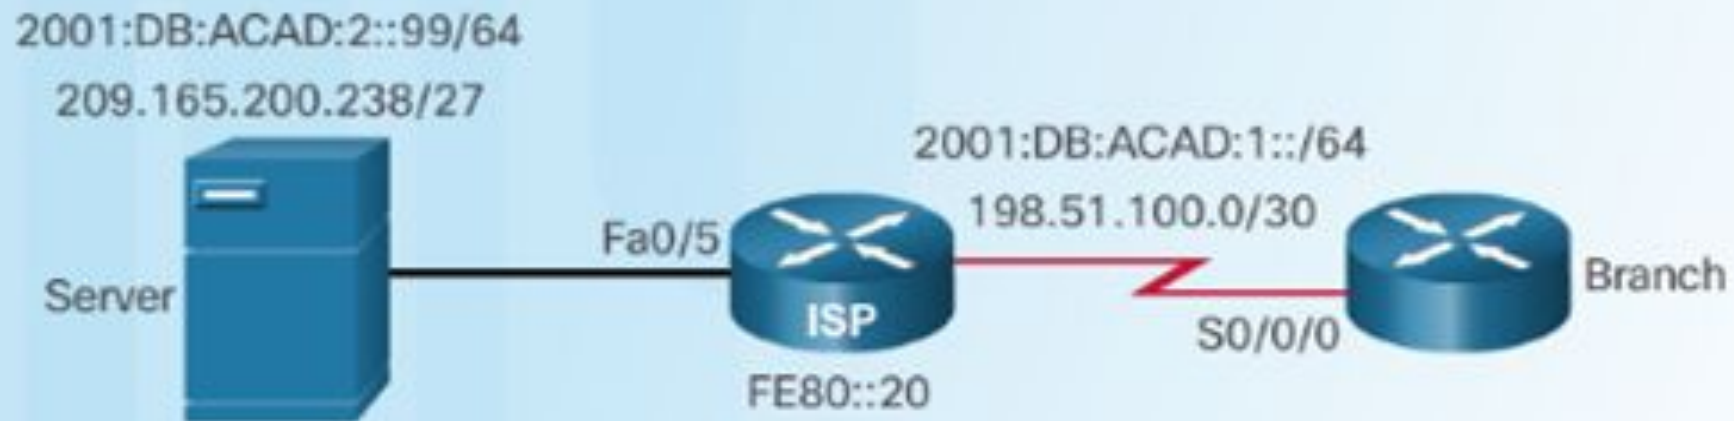 2001:DB:ACAD:2::99/64
209.165.200.238/27
2001:DB:ACAD:1::/64
198.51.100.0/30
Fa0/5
Server
ISP
Branch
S0/0/0
FE80::20